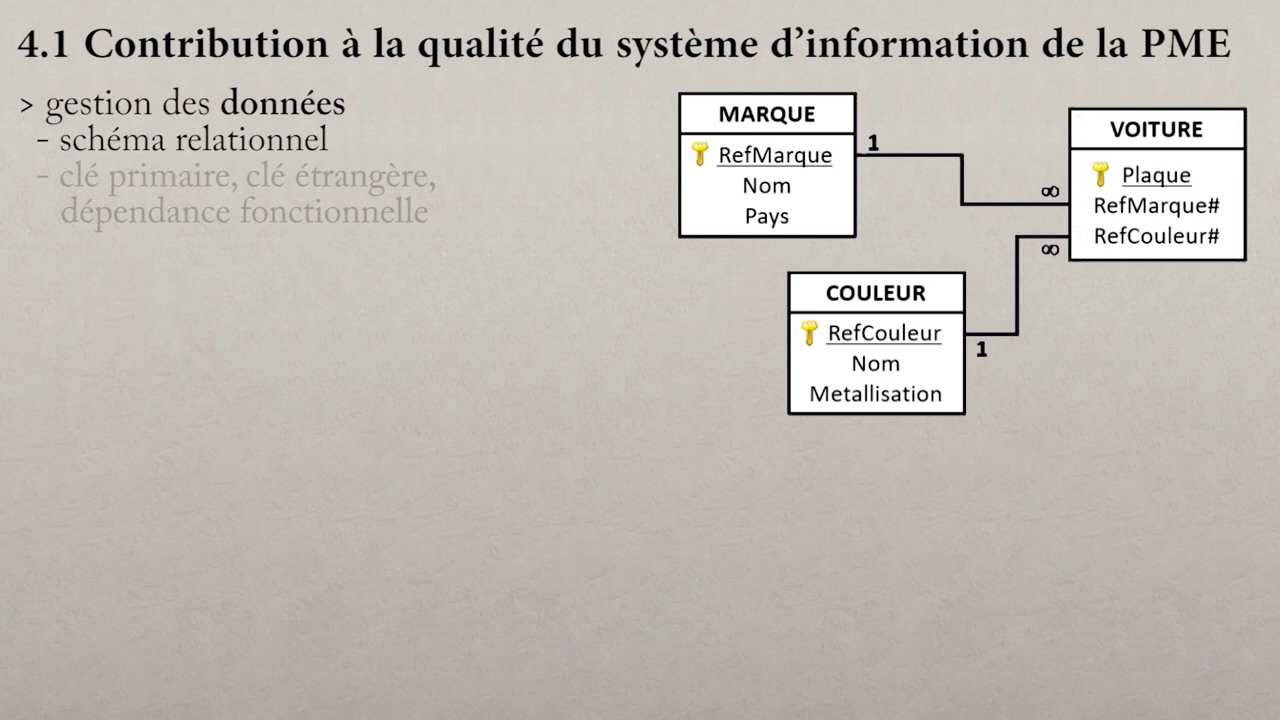 4.1 Contribution à la qualité du système d’information de la PME
> gestion des données
- schéma relationnel
- clé primaire, clé étrangère,
dépendance fonctionnelle
MARQUE
RefMarque
Nom
Pays
1
∞
VOITURE
Plaque
RefMarque#
RefCouleur#
∞
COULEUR
RefCouleur
Nom
Metallisation
1